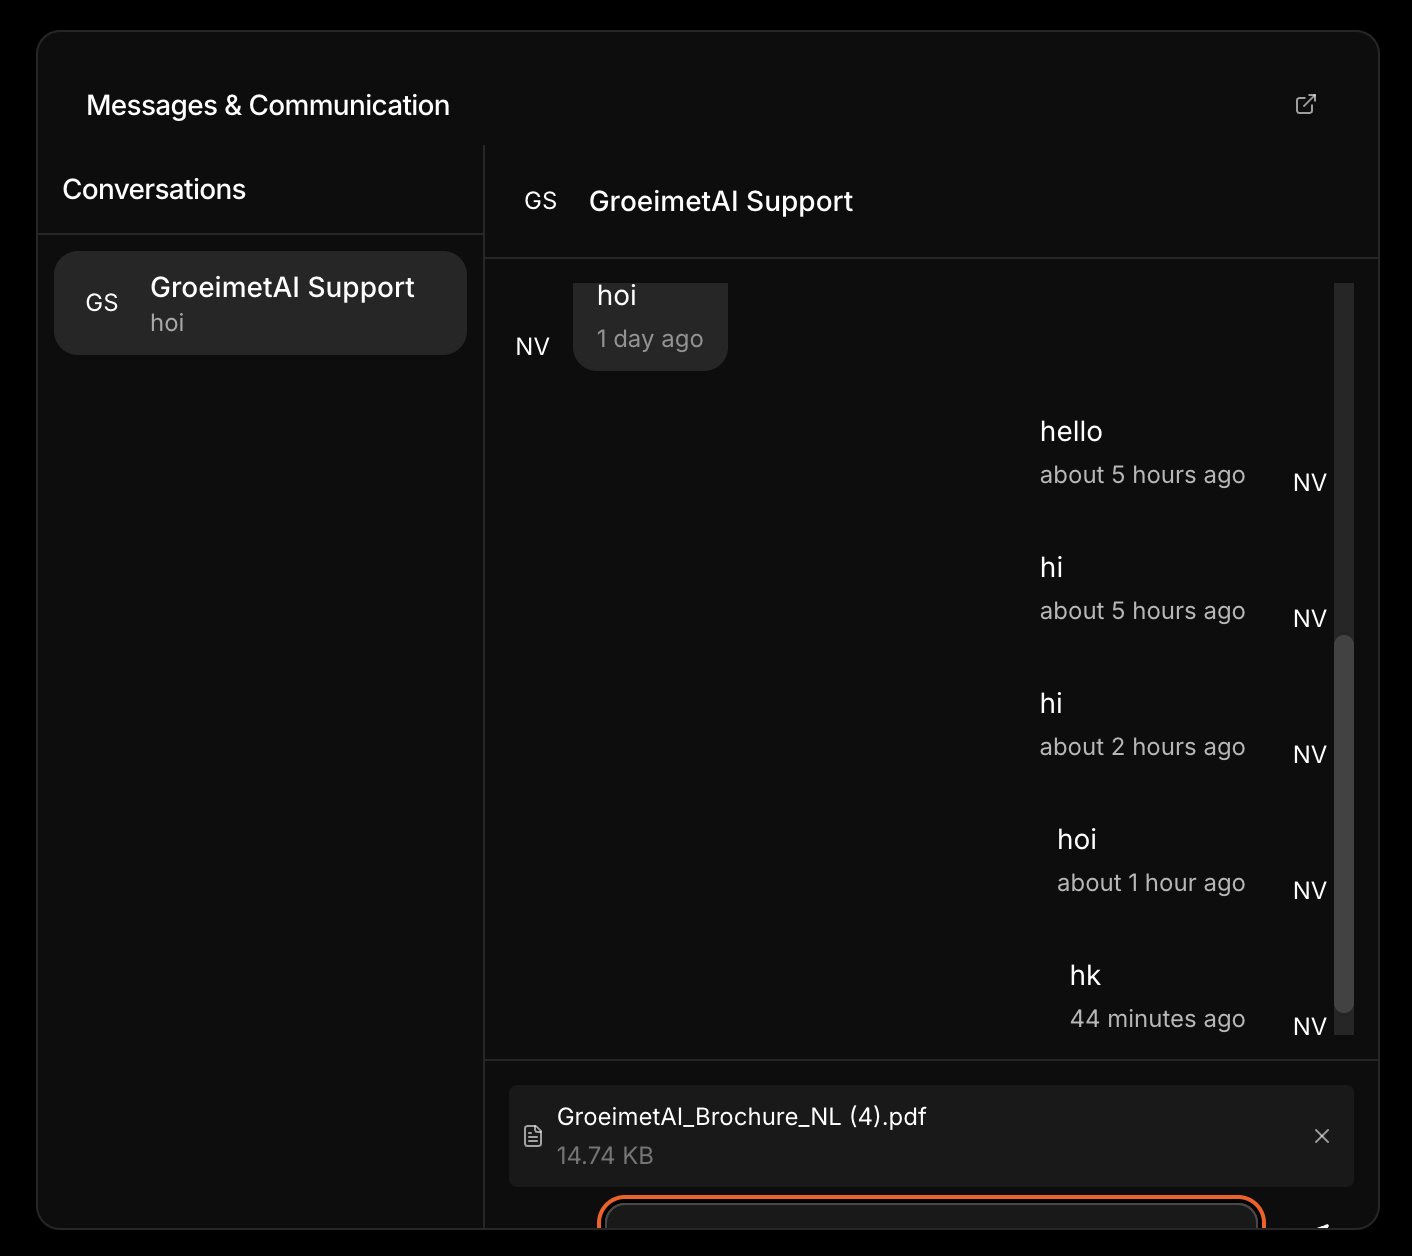 Messages & Communication
Conversations
GS
GroeimetAI Support
hoi
GS
GroeimetAI Support
hoi
1 day ago
NV
hello
about 5 hours ago
NV
hi
about 5 hours ago
NV
hi
about 2 hours ago
NV
hoi
about 1 hour ago
NV
hk
44 minutes ago
NV
GroeimetAI_Brochure_NL (4).pdf
14.74 KB